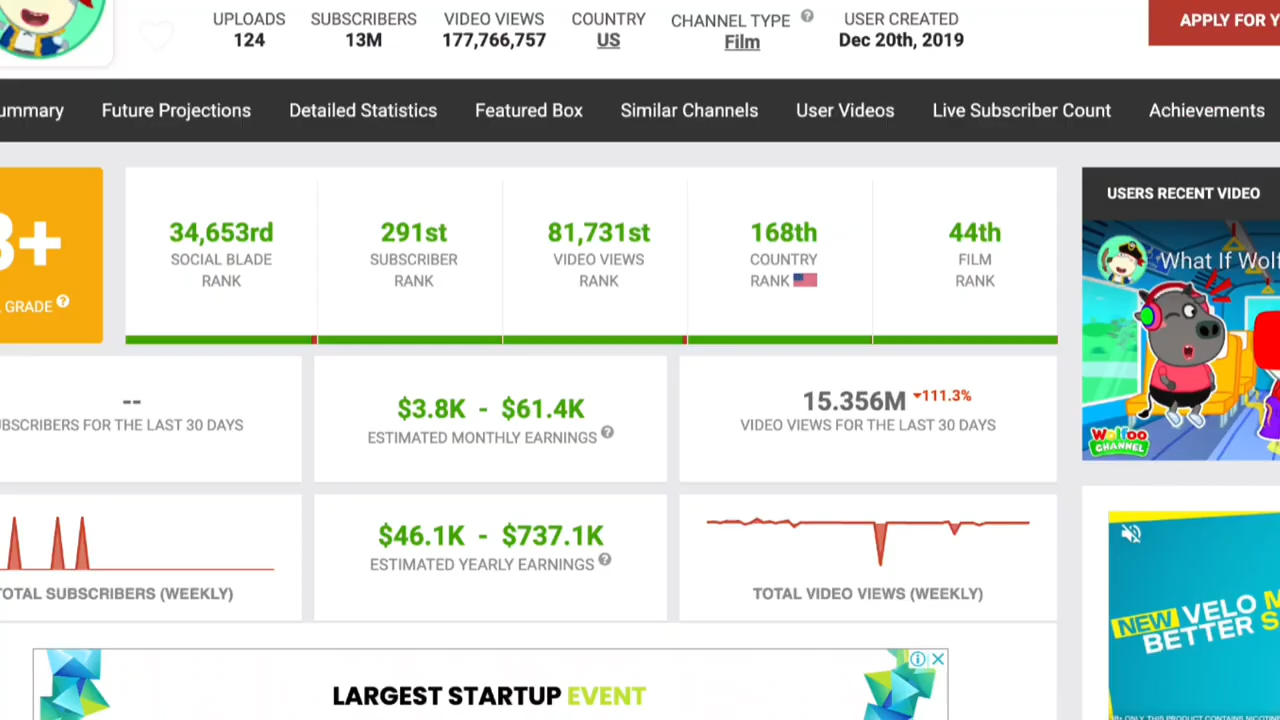 UPLOADS
124
SUBSCRIBERS
13M
VIDEO VIEWS
177,766,757
COUNTRY
US
CHANNEL TYPE ?
Film
USER CREATED
Dec 20th, 2019
APPLY FOR Y
ummary Future Projections Detailed Statistics Featured Box Similar Channels User Videos Live Subscriber Count Achievements
B+
GRADE ?
34,653rd
SOCIAL BLADE
RANK
291st
SUBSCRIBER
RANK
81,731st
VIDEO VIEWS
RANK
168th
COUNTRY
RANK
44th
FILM
RANK
USERS RECENT VIDEO
What If Wolf
Wolfoo
CHANNEL
--
UBSCRIBERS FOR THE LAST 30 DAYS
$3.8K - $61.4K
ESTIMATED MONTHLY EARNINGS ?
15.356M 111.3%
VIDEO VIEWS FOR THE LAST 30 DAYS
TOTAL SUBSCRIBERS (WEEKLY)
$46.1K - $737.1K
ESTIMATED YEARLY EARNINGS ?
TOTAL VIDEO VIEWS (WEEKLY)
NEW VELO M
BETTER S
LARGEST STARTUP EVENT